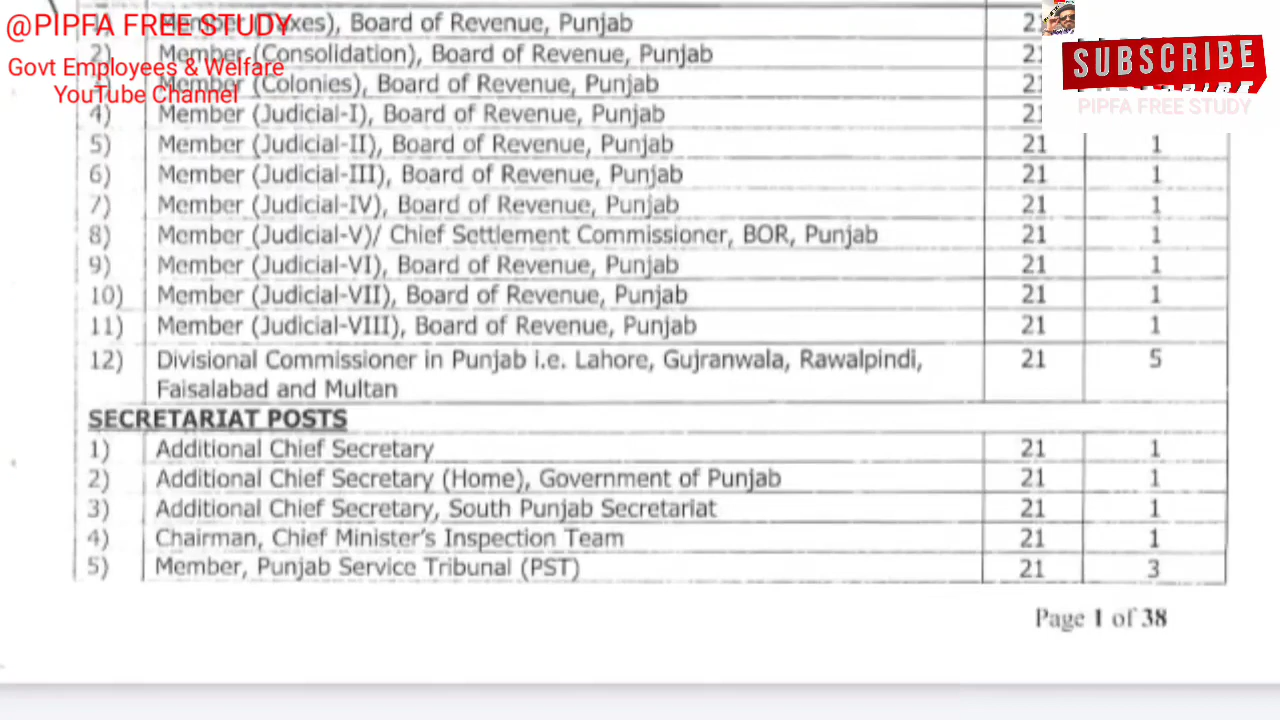 @PIPFA FREE STUDY
Govt Employees & Welfare
YouTube Channel
SUBSCRIBE
PIPFA FREE STUDY
Board of Revenue, Punjab
2) Member (Consolidation), Board of Revenue, Punjab 21
Member (Colonies), Board of Revenue, Punjab 21
4) Member (Judicial-I), Board of Revenue, Punjab 21
5) Member (Judicial-II), Board of Revenue, Punjab 21 1
6) Member (Judicial-III), Board of Revenue, Punjab 21 1
7) Member (Judicial-IV), Board of Revenue, Punjab 21 1
8) Member (Judicial-V)/ Chief Settlement Commissioner, BOR, Punjab 21 1
9) Member (Judicial-VI), Board of Revenue, Punjab 21 1
10) Member (Judicial-VII), Board of Revenue, Punjab 21 1
11) Member (Judicial-VIII), Board of Revenue, Punjab 21 1
12) Divisional Commissioner in Punjab i.e. Lahore, Gujranwala, Rawalpindi, 21 5
Faisalabad and Multan
SECRETARIAT POSTS
1) Additional Chief Secretary 21 1
2) Additional Chief Secretary (Home), Government of Punjab 21 1
3) Additional Chief Secretary, South Punjab Secretariat 21 1
4) Chairman, Chief Minister's Inspection Team 21 1
5) Member, Punjab Service Tribunal (PST) 21 3
Page 1 of 38